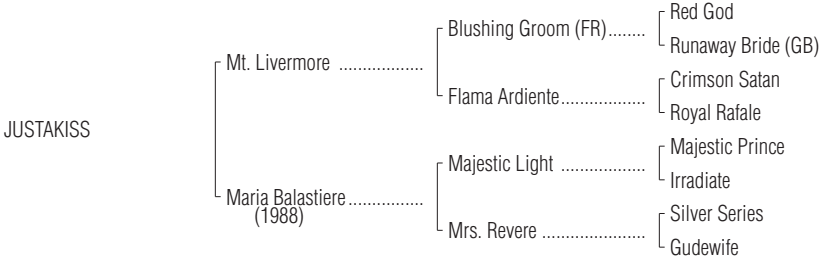 Red God
Blushing Groom (FR)........
Runaway Bride (GB)
Mt. Livermore ..................
Crimson Satan
Flama Ardiente..................
Royal Rafale
JUSTAKISS
Majestic Prince
Majestic Light ..................
Irradiate
Maria Balastiere................
(1988)
Silver Series
Mrs. Revere ......................
Gudewife